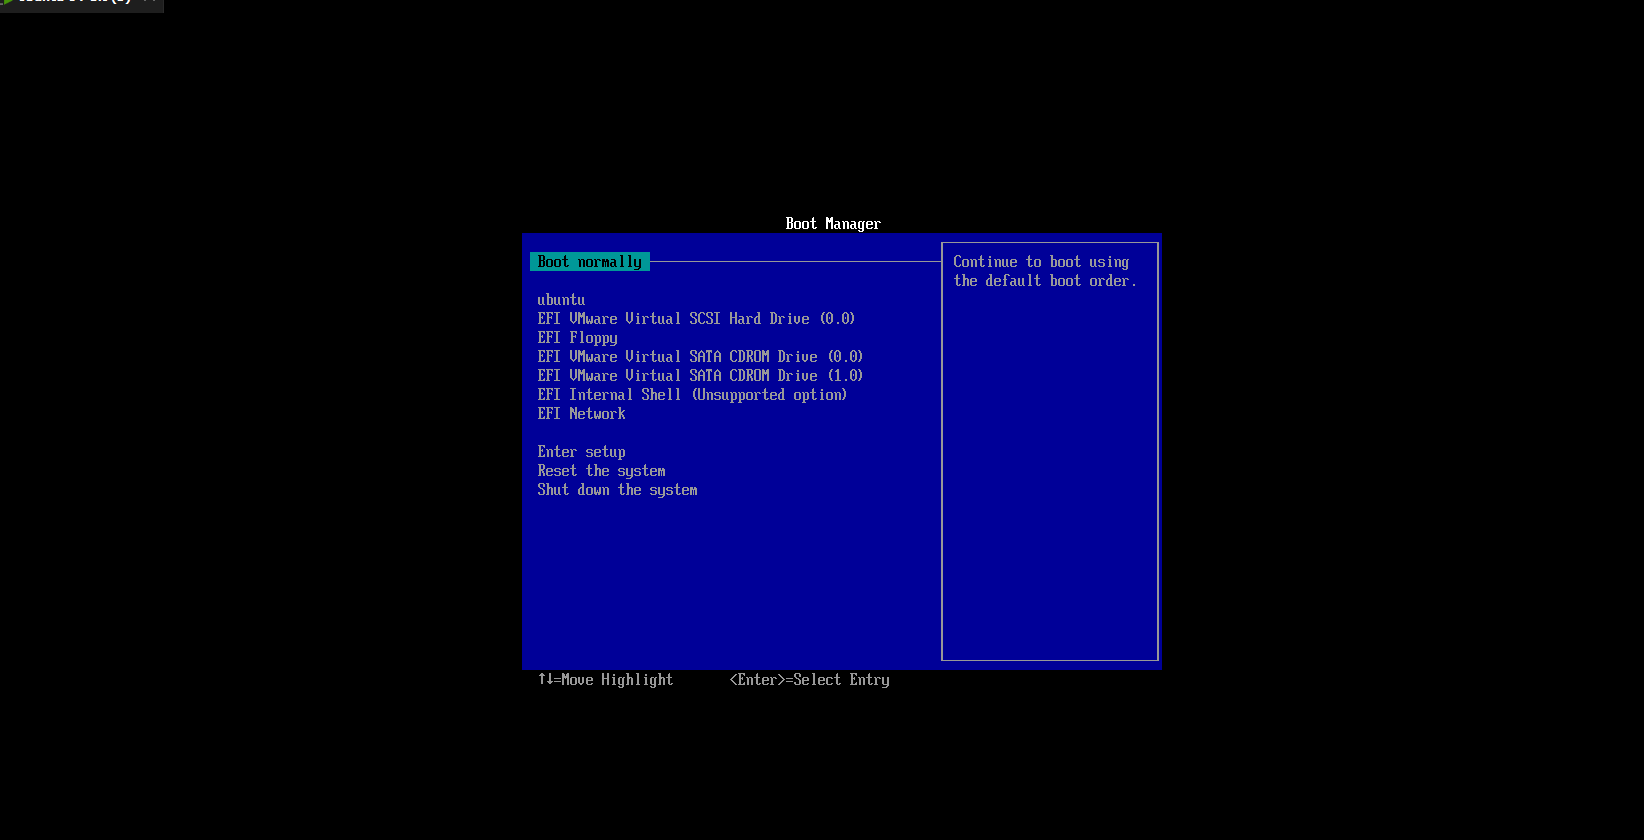 Boot Manager
Boot normally
Continue to boot using
the default boot order.
ubuntu
EFI VMware Virtual SCSI Hard Drive (0.0)
EFI Floppy
EFI VMware Virtual SATA CDROM Drive (0.0)
EFI VMware Virtual SATA CDROM Drive (1.0)
EFI Internal Shell (Unsupported option)
EFI Network
Enter setup
Reset the system
Shut down the system
↑↓=Move Highlight <Enter>=Select Entry